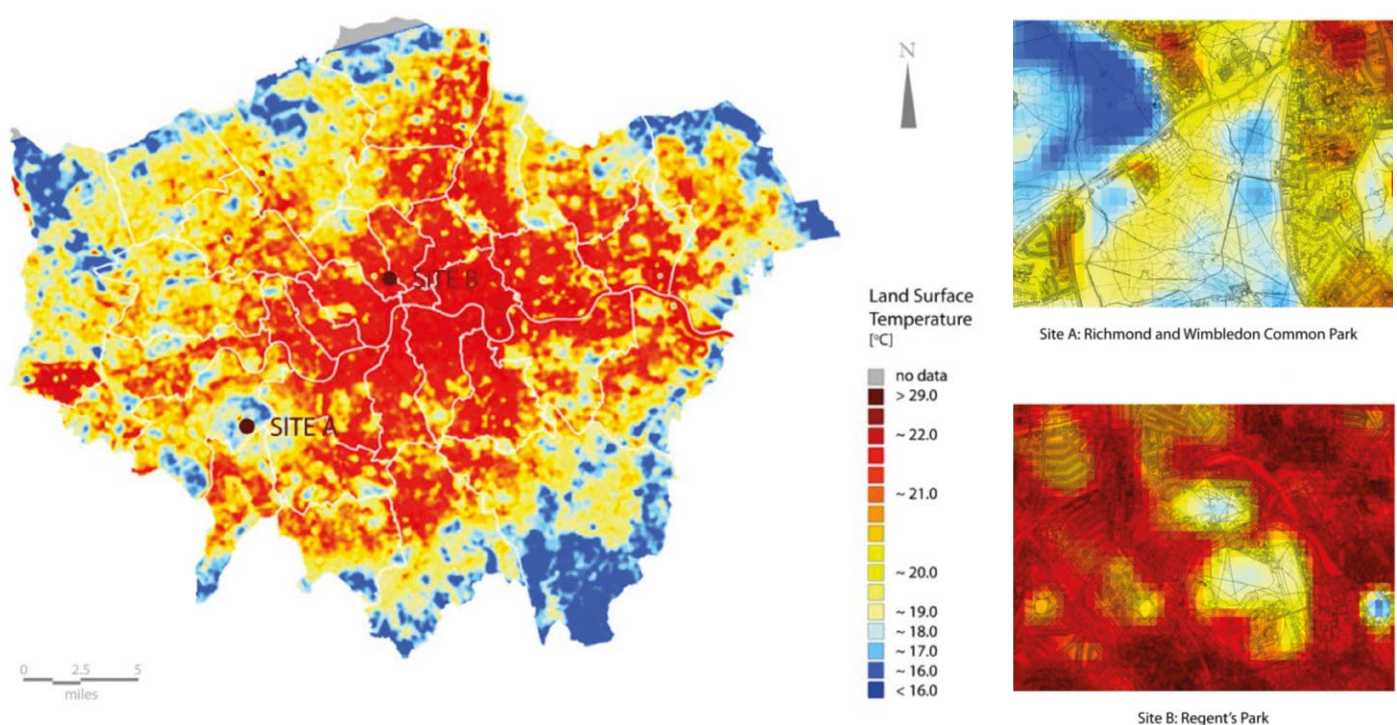 N
SITE B
SITE A
Land Surface
Temperature
[°C]
no data
> 29.0
~ 22.0
~ 21.0
~ 20.0
~ 19.0
~ 18.0
~ 17.0
~ 16.0
< 16.0
0 2.5 5
miles
Site A: Richmond and Wimbledon Common Park
Site B: Regent's Park